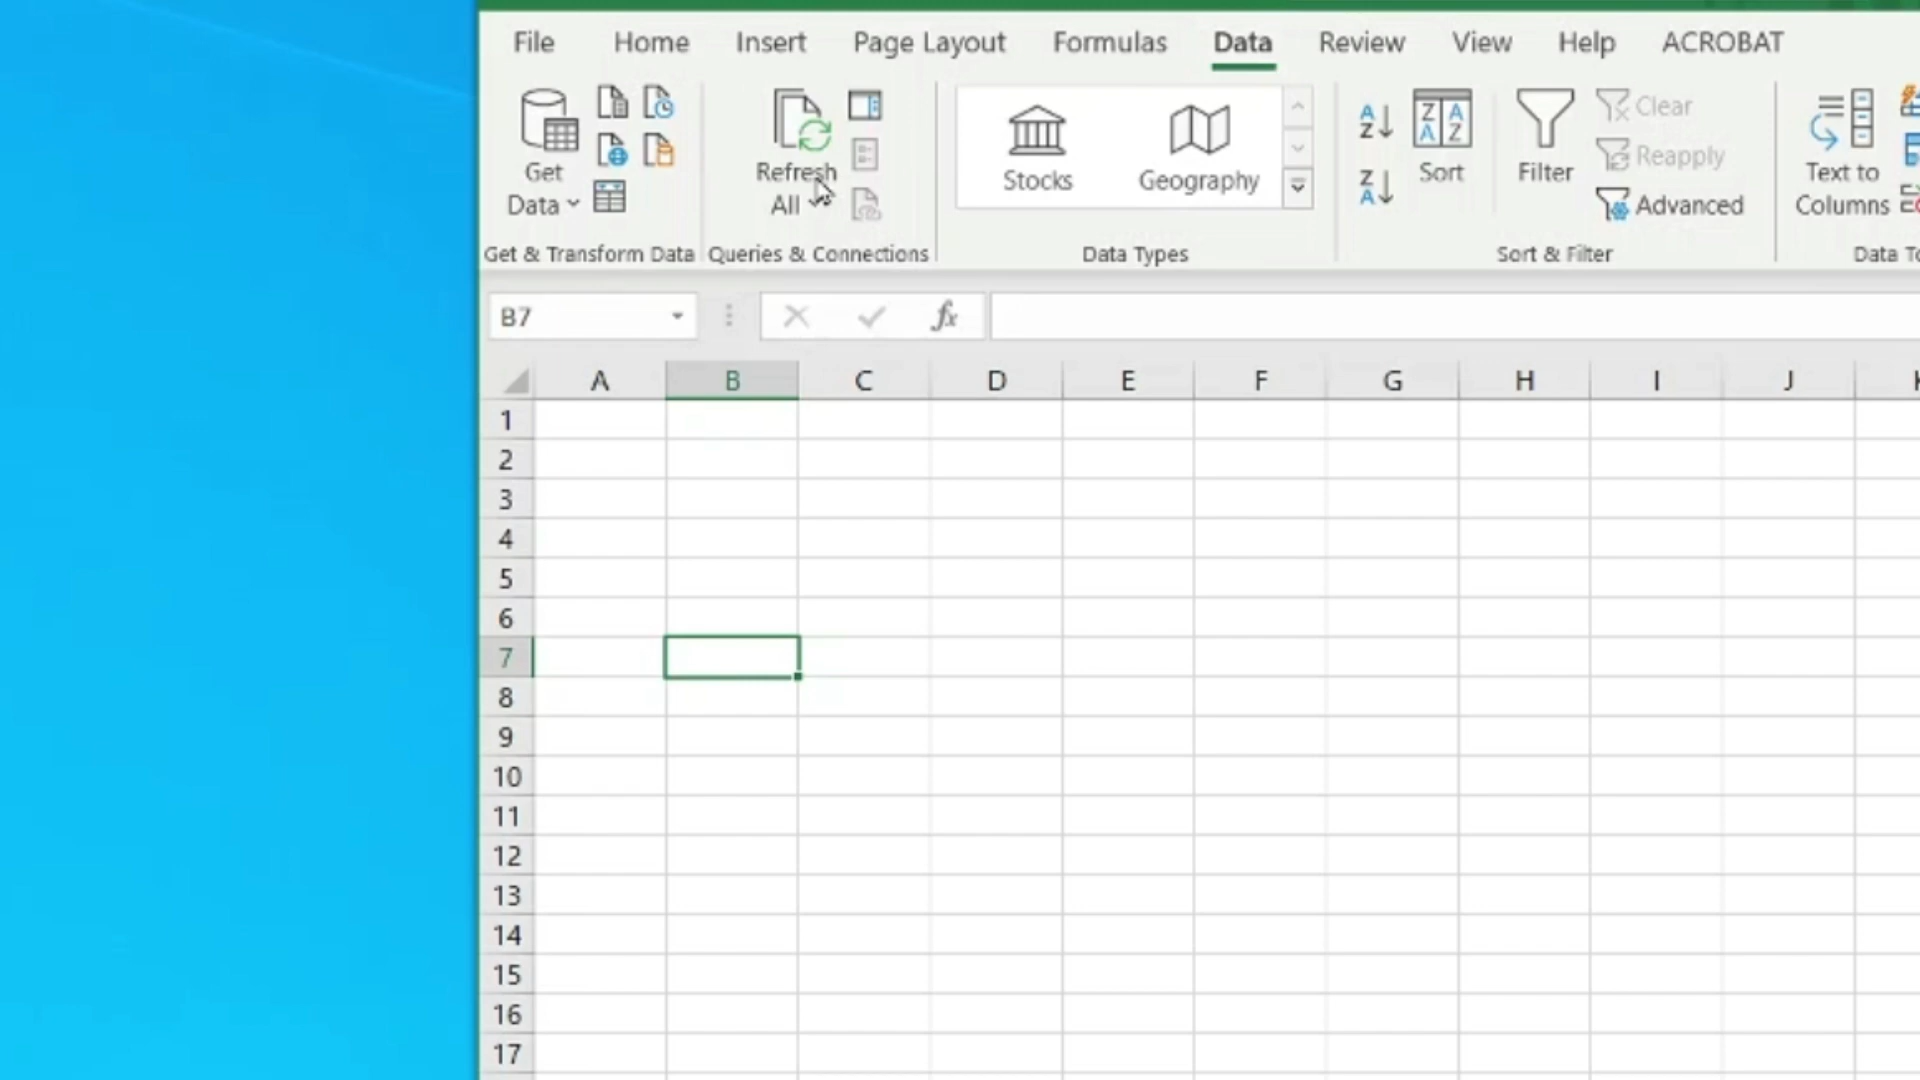 File Home Insert Page Layout Formulas Data Review View Help ACROBAT
Get Data
Refresh All
Stocks
Geography
Sort
Filter
Clear
Reapply
Advanced
Text to Columns
Get & Transform Data Queries & Connections Data Types Sort & Filter Data
B7 fx
A B C D E F G H I J
1
2
3
4
5
6
7
8
9
10
11
12
13
14
15
16
17